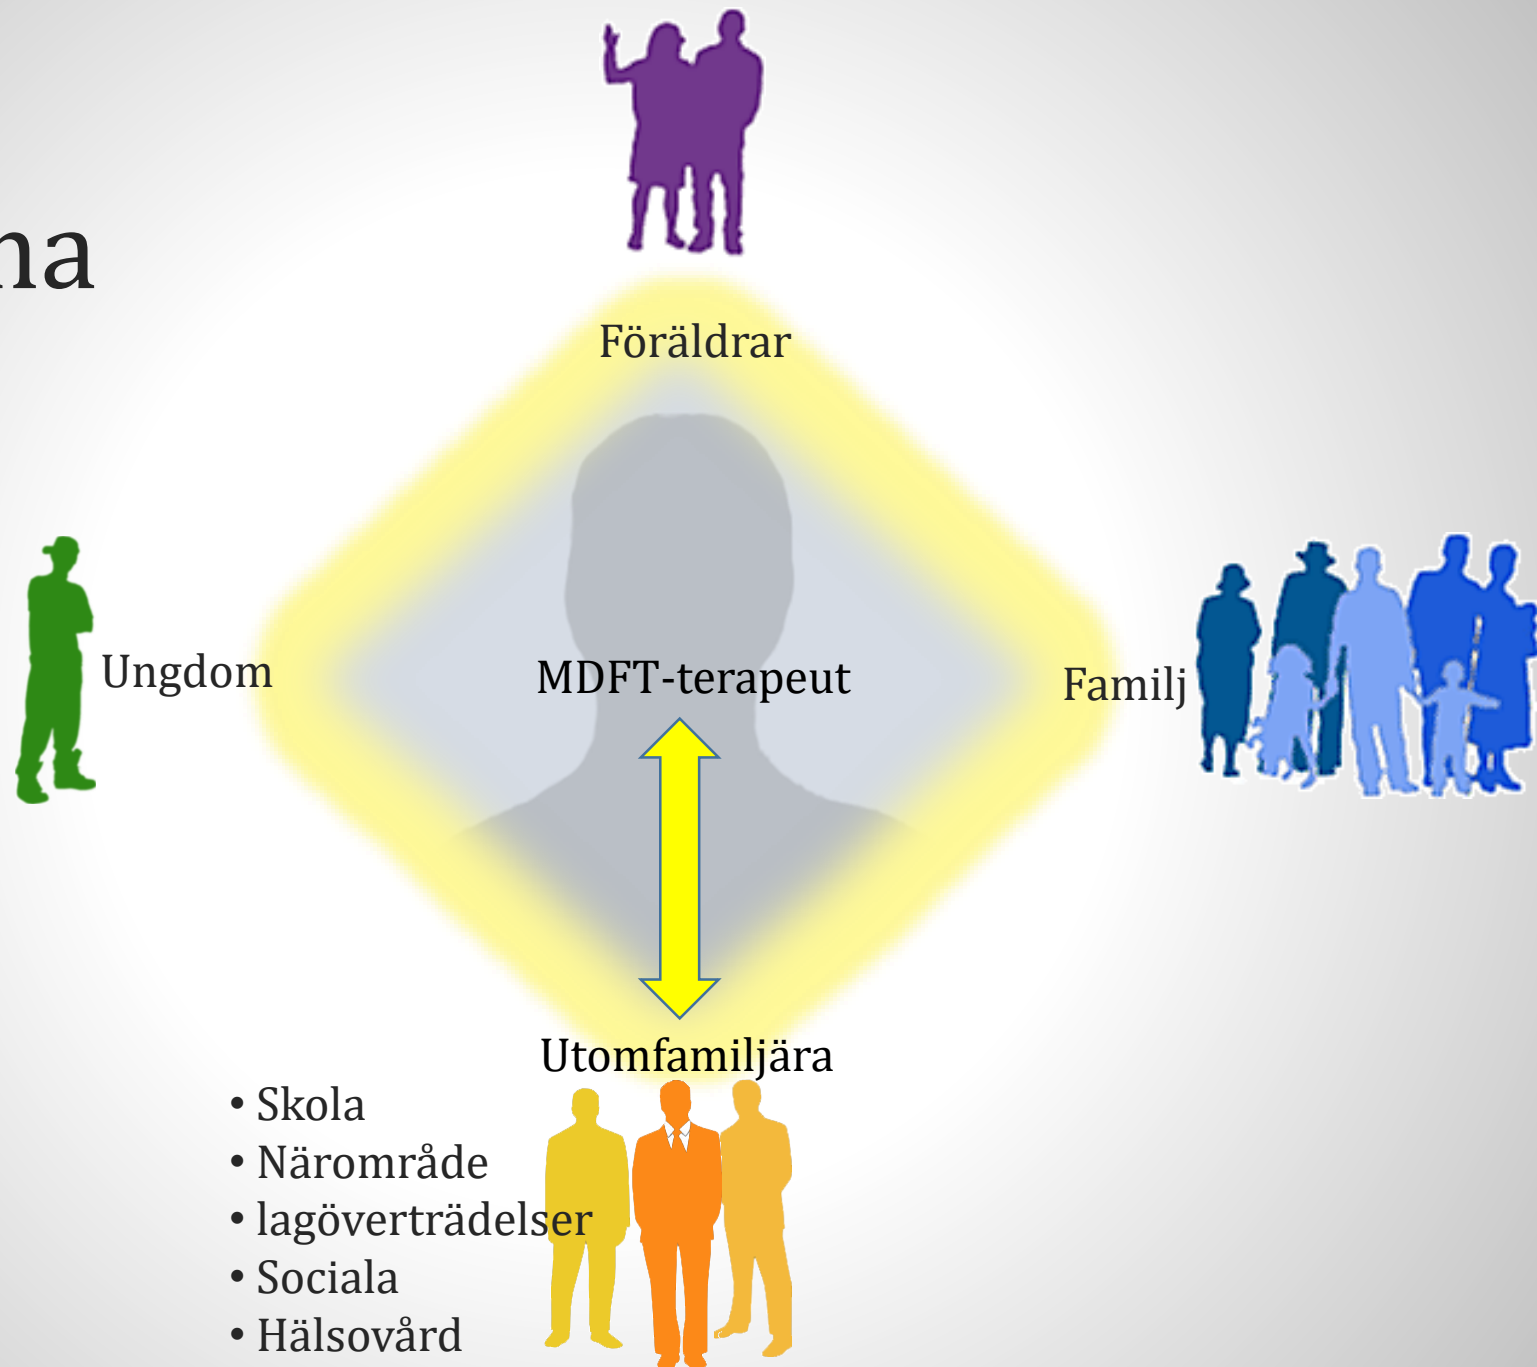 Föräldrar
Ungdom
MDFT-terapeut
Familj
Utomfamiljära
• Skola
• Närområde
• lagöverträdelser
• Sociala
• Hälsovård